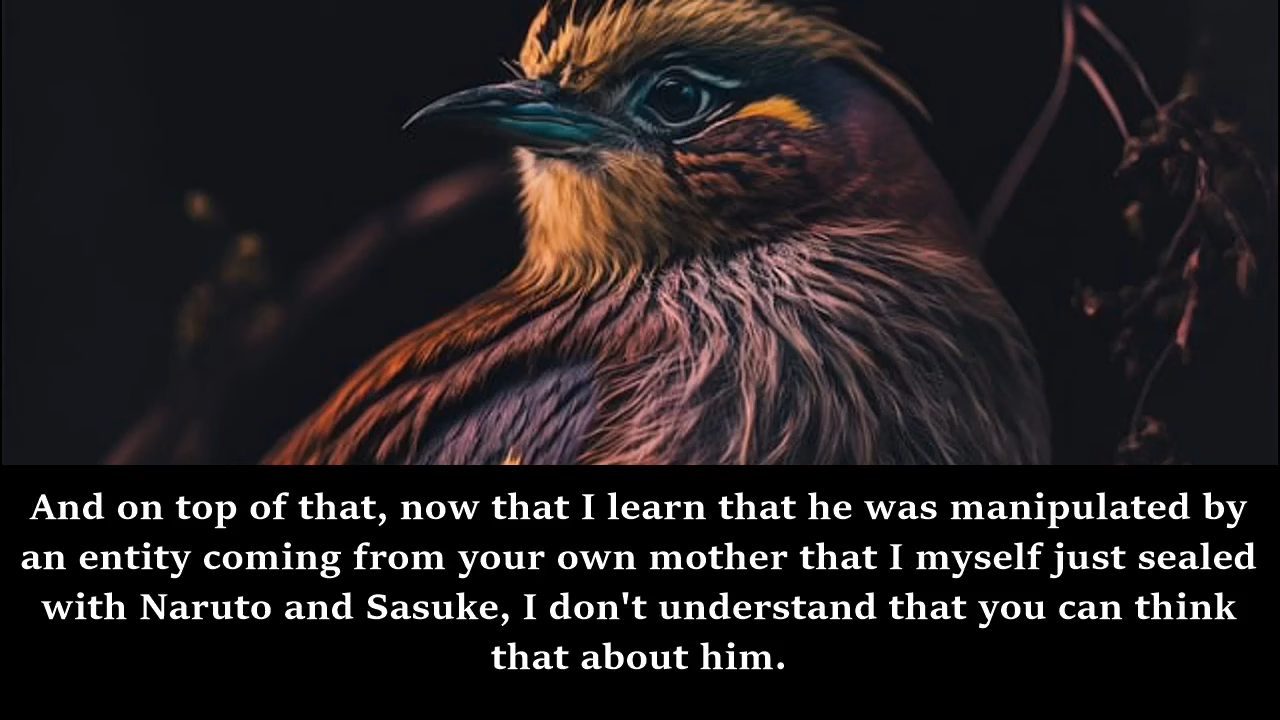 And on top of that, now that I learn that he was manipulated by
an entity coming from your own mother that I myself just sealed
with Naruto and Sasuke, I don't understand that you can think
that about him.